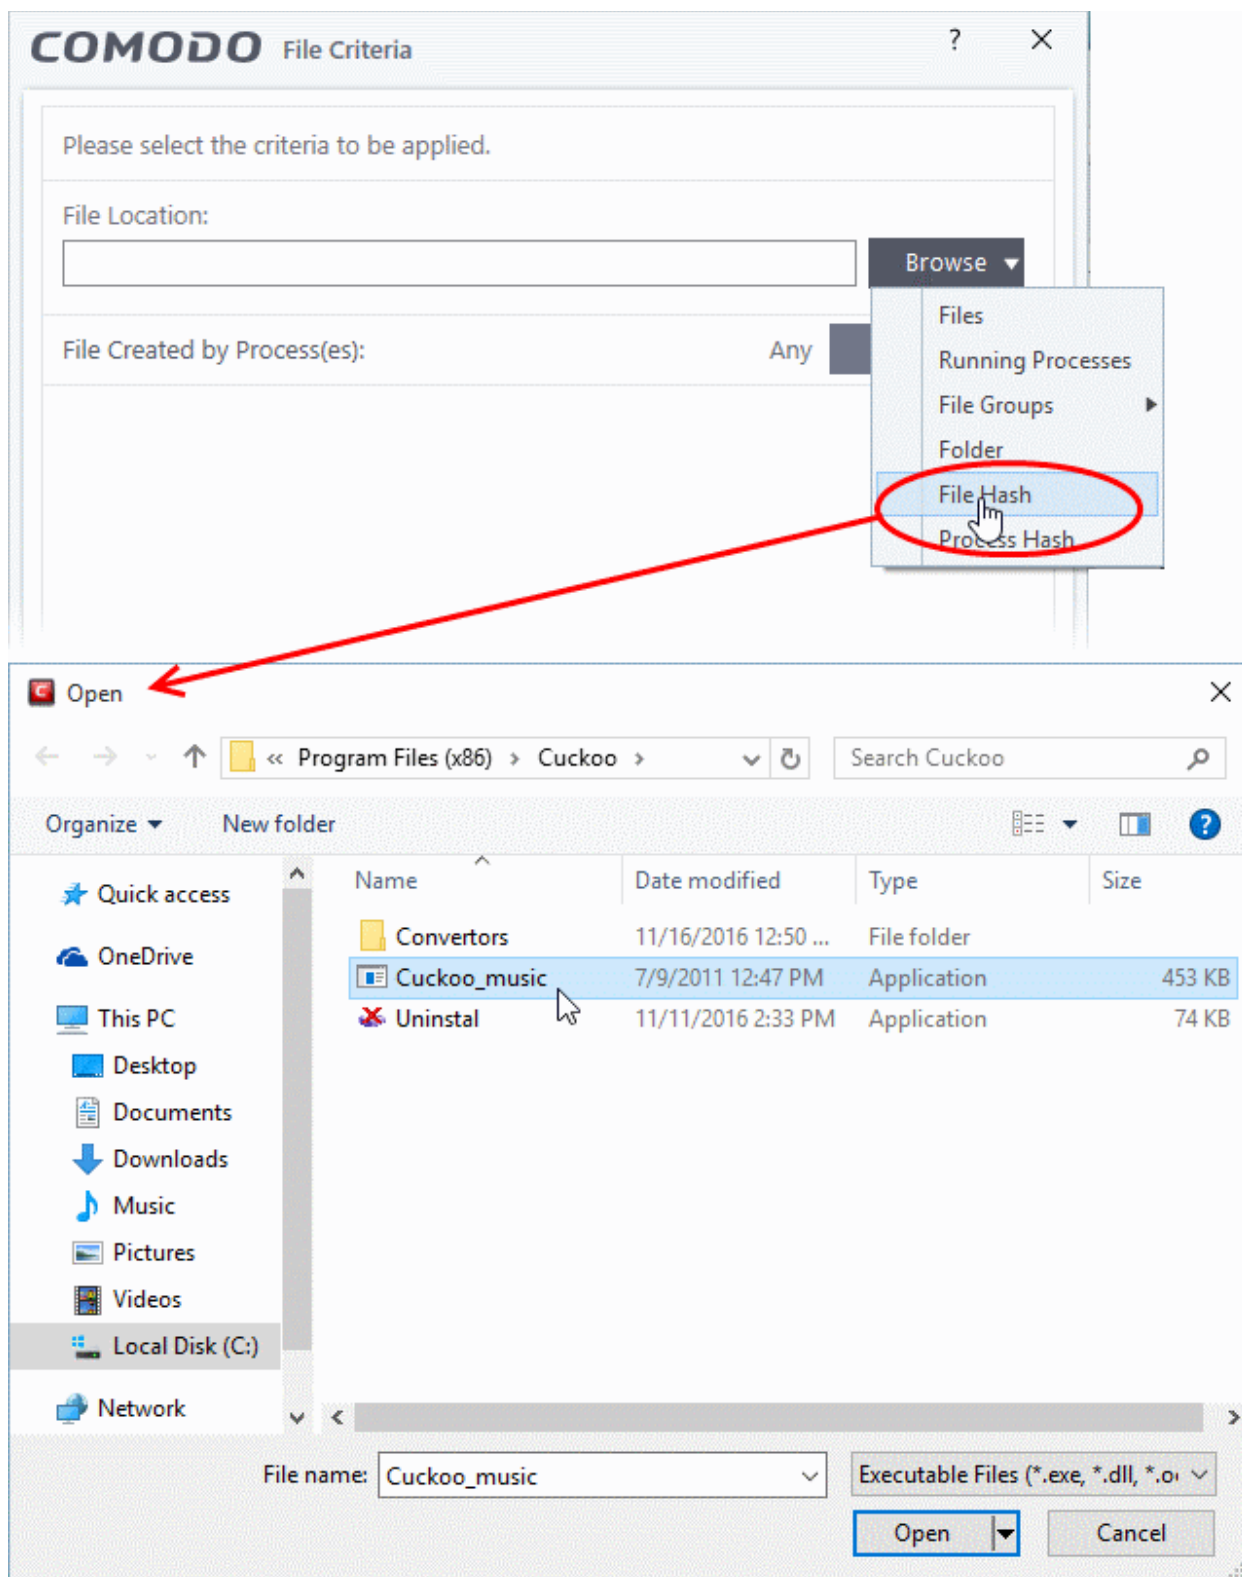 COMODO File Criteria ?
Please select the criteria to be applied.
File Location:
Browse
Files
File Created by Process(es): Any
Running Processes
File Groups
Folder
File Hash
Process Hash
C Open
« Program Files (x86) › Cuckoo › Search Cuckoo
Organize New folder ?
Name Date modified Type Size
Quick access
OneDrive
This PC
Desktop
Documents
Downloads
Music
Pictures
Videos
Local Disk (C:)
Network
Convertors 11/16/2016 12:50 ... File folder
Cuckoo_music 7/9/2011 12:47 PM Application 453 KB
Uninstal 11/11/2016 2:33 PM Application 74 KB
File name: Cuckoo_music Executable Files (*.exe, *.dll, *.o
Open Cancel